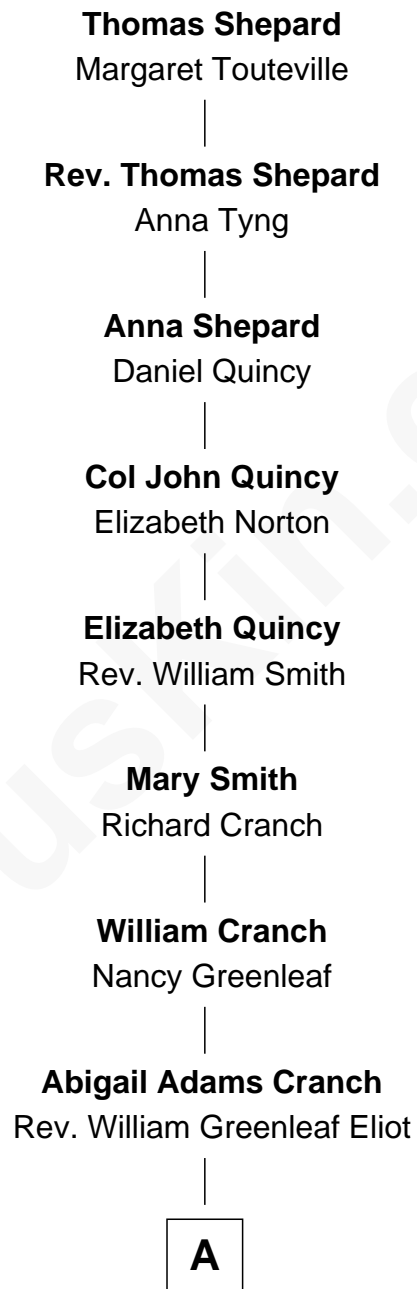 Thomas Shepard
Margaret Touteville
Rev. Thomas Shepard
Anna Tyng
Anna Shepard
Daniel Quincy
Col John Quincy
Elizabeth Norton
Elizabeth Quincy
Rev. William Smith
Mary Smith
Richard Cranch
William Cranch
Nancy Greenleaf
Abigail Adams Cranch
Rev. William Greenleaf Eliot
A